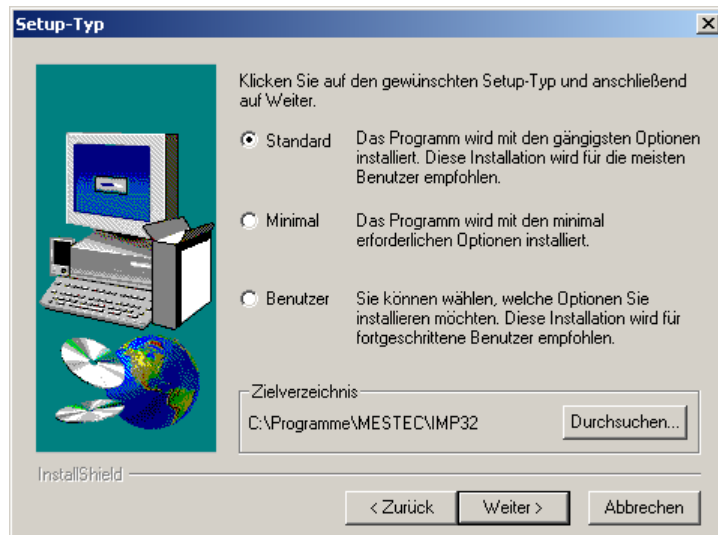 Setup-Typ
Klicken Sie auf den gewünschten Setup-Typ und anschließend
auf Weiter.
Standard
Das Programm wird mit den gängigsten Optionen
installiert. Diese Installation wird für die meisten
Benutzer empfohlen.
Minimal
Das Programm wird mit den minimal
erforderlichen Optionen installiert.
Benutzer
Sie können wählen, welche Optionen Sie
installieren möchten. Diese Installation wird für
fortgeschrittene Benutzer empfohlen.
Zielverzeichnis
C:\Programme\MESTEC\IMP32
Durchsuchen...
InstallShield
< Zurück
Weiter >
Abbrechen